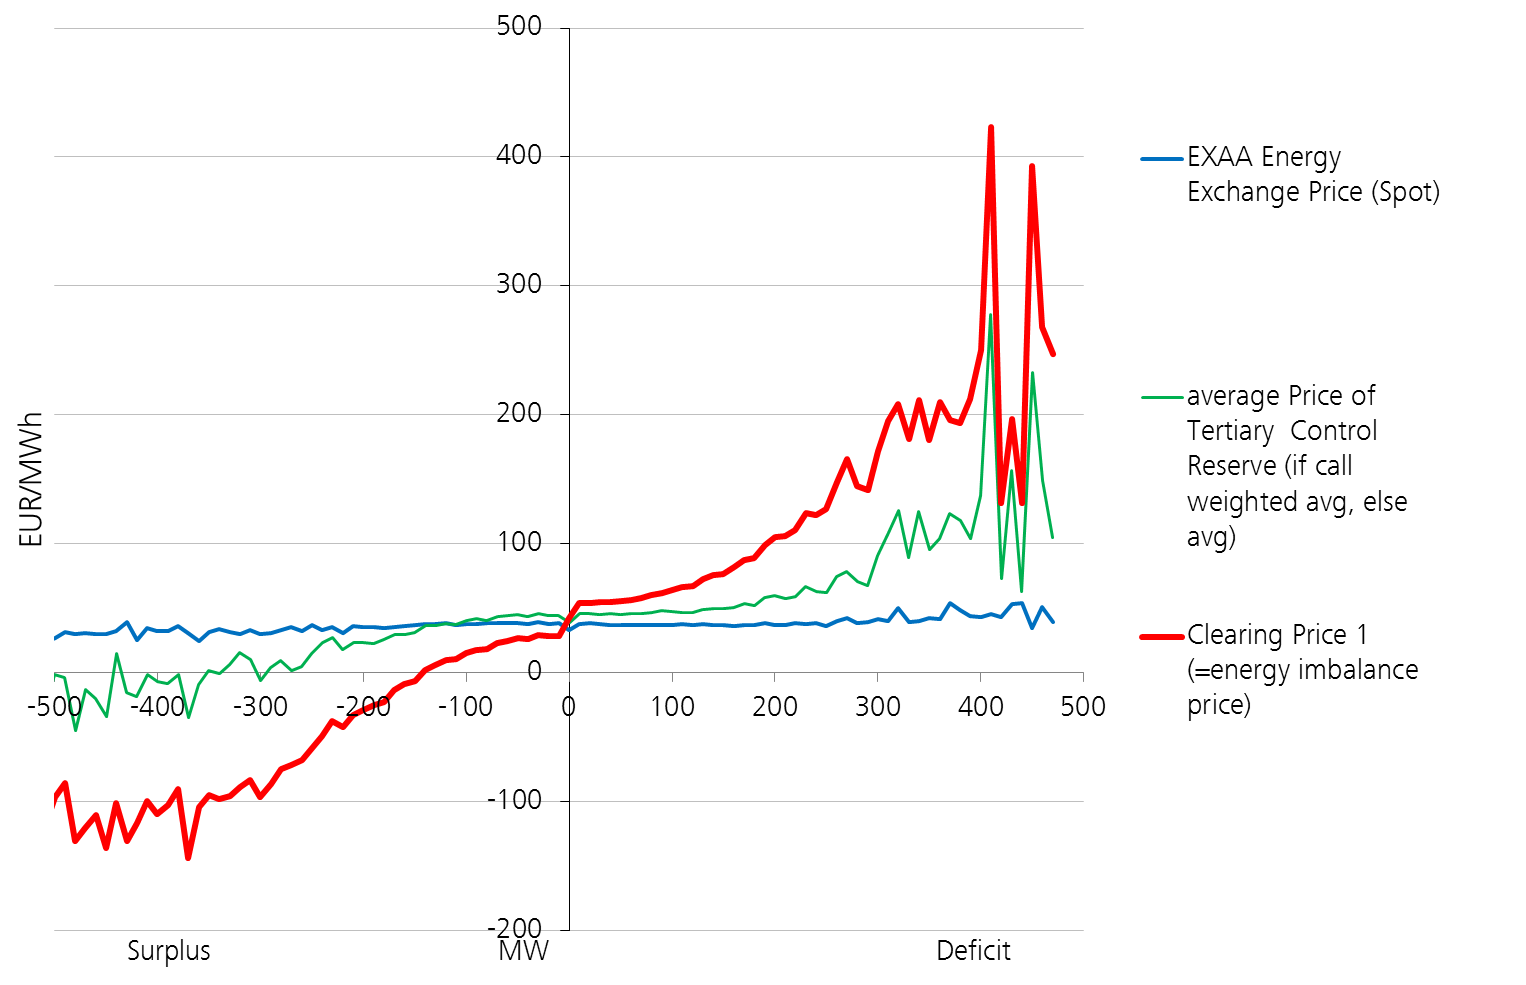 500
400
300
200
100
0
-100
-200
EUR/MWh
-500 -400 -300 -200 -100 0 100 200 300 400 500
Surplus MW Deficit
EXAA Energy
Exchange Price (Spot)
average Price of
Tertiary  Control
Reserve (if call
weighted avg, else
avg)
Clearing Price 1
(=energy imbalance
price)